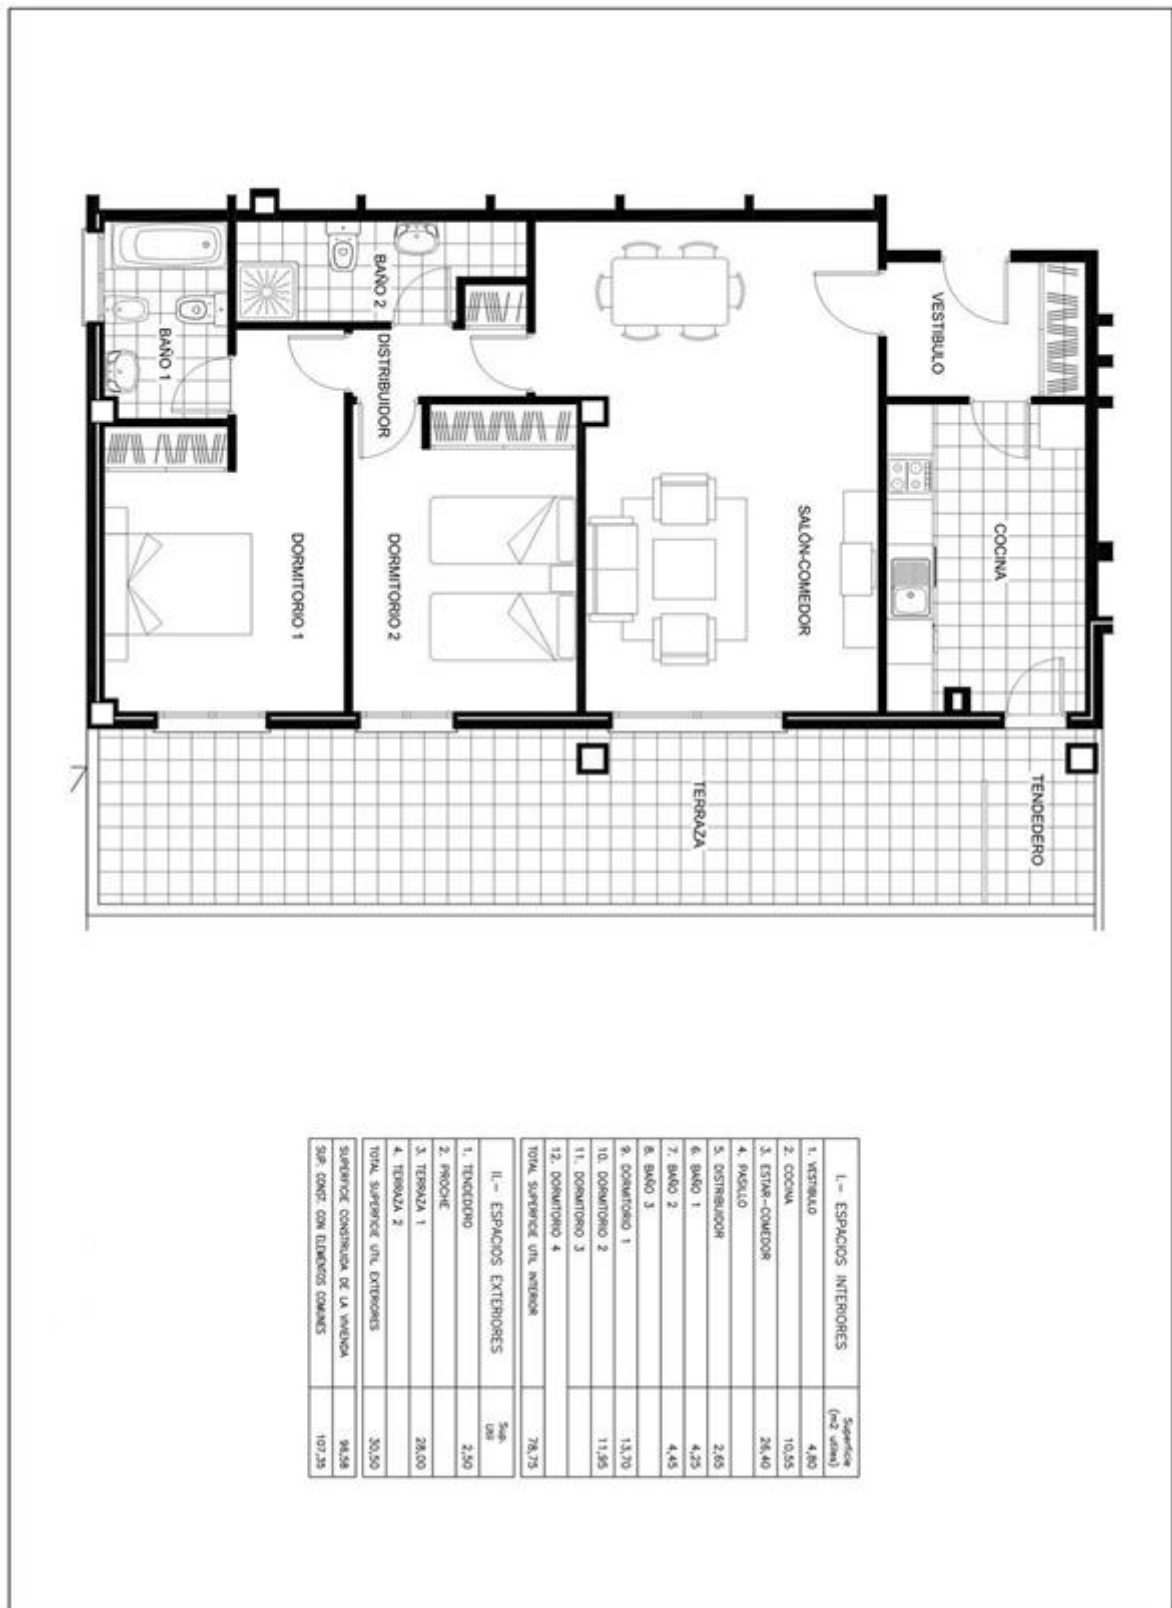 VESTIBULO
COCINA
SALÓN-COMEDOR
BAÑO 2
DISTRIBUIDOR
BAÑO 1
DORMITORIO 2
DORMITORIO 1
TENDEDERO
TERRAZA
I.- ESPACIOS INTERIORES Superficie (m2 utiles)
1. VESTIBULO 4,80
2. COCINA 10,55
3. ESTAR-COMEDOR 26,40
4. PASILLO
5. DISTRIBUIDOR 2,65
6. BAÑO 1 4,25
7. BAÑO 2 4,45
8. BAÑO 3
9. DORMITORIO 1 13,70
10. DORMITORIO 2 11,95
11. DORMITORIO 3
12. DORMITORIO 4
TOTAL SUPERFICIE UTIL INTERIOR 78,75
II.- ESPACIOS EXTERIORES Sup. Util
1. TENDEDERO 2,50
2. PROCHE
3. TERRAZA 1 28,00
4. TERRAZA 2
TOTAL SUPERFICIE UTIL EXTERIORES 30,50
SUPERFICIE CONSTRUIDA DE LA VIVIENDA 98,58
SUP. CONST. CON ELEMENTOS COMUNES 107,35